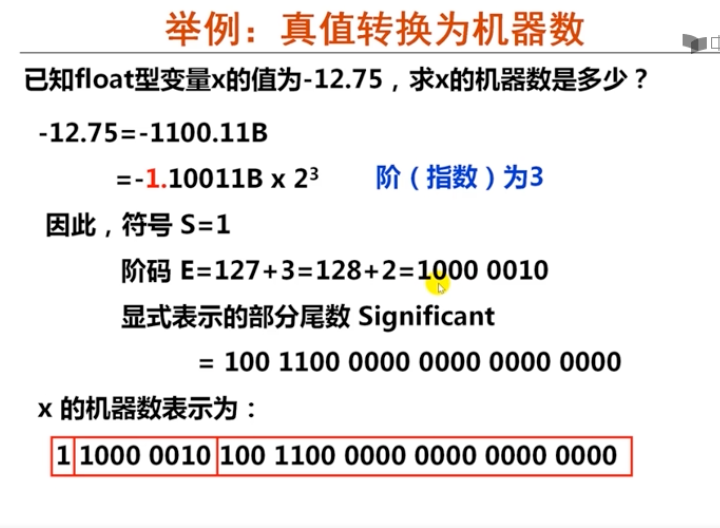 举例：真值转换为机器数
已知float型变量x的值为-12.75，求x的机器数是多少？
-12.75=-1100.11B
=-1.10011B x 2³ 阶（指数）为3
因此，符号 S=1
阶码 E=127+3=128+2=1000 0010
显式表示的部分尾数 Significant
= 100 1100 0000 0000 0000 0000
x 的机器数表示为：
1 1000 0010 100 1100 0000 0000 0000 0000